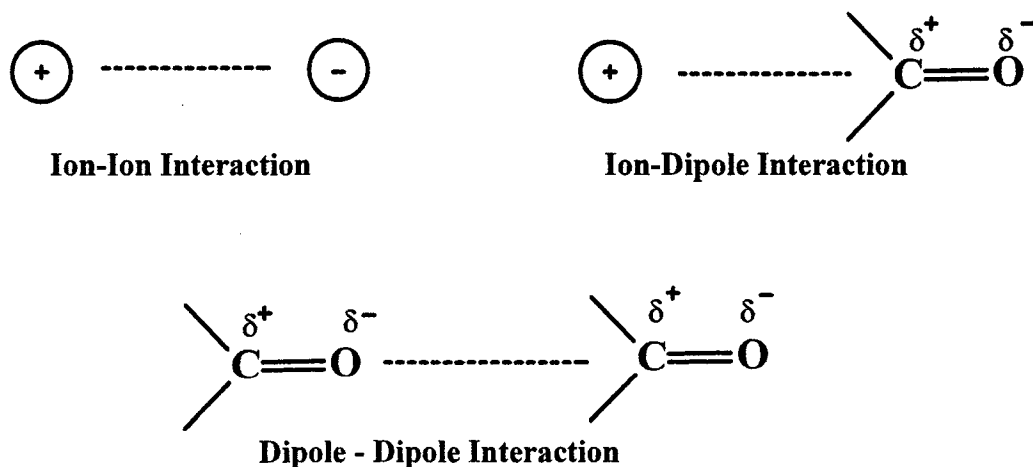 + - + C=O δ+ δ-
Ion-Ion Interaction Ion-Dipole Interaction
C=O δ+ δ- C=O δ+ δ-
Dipole - Dipole Interaction